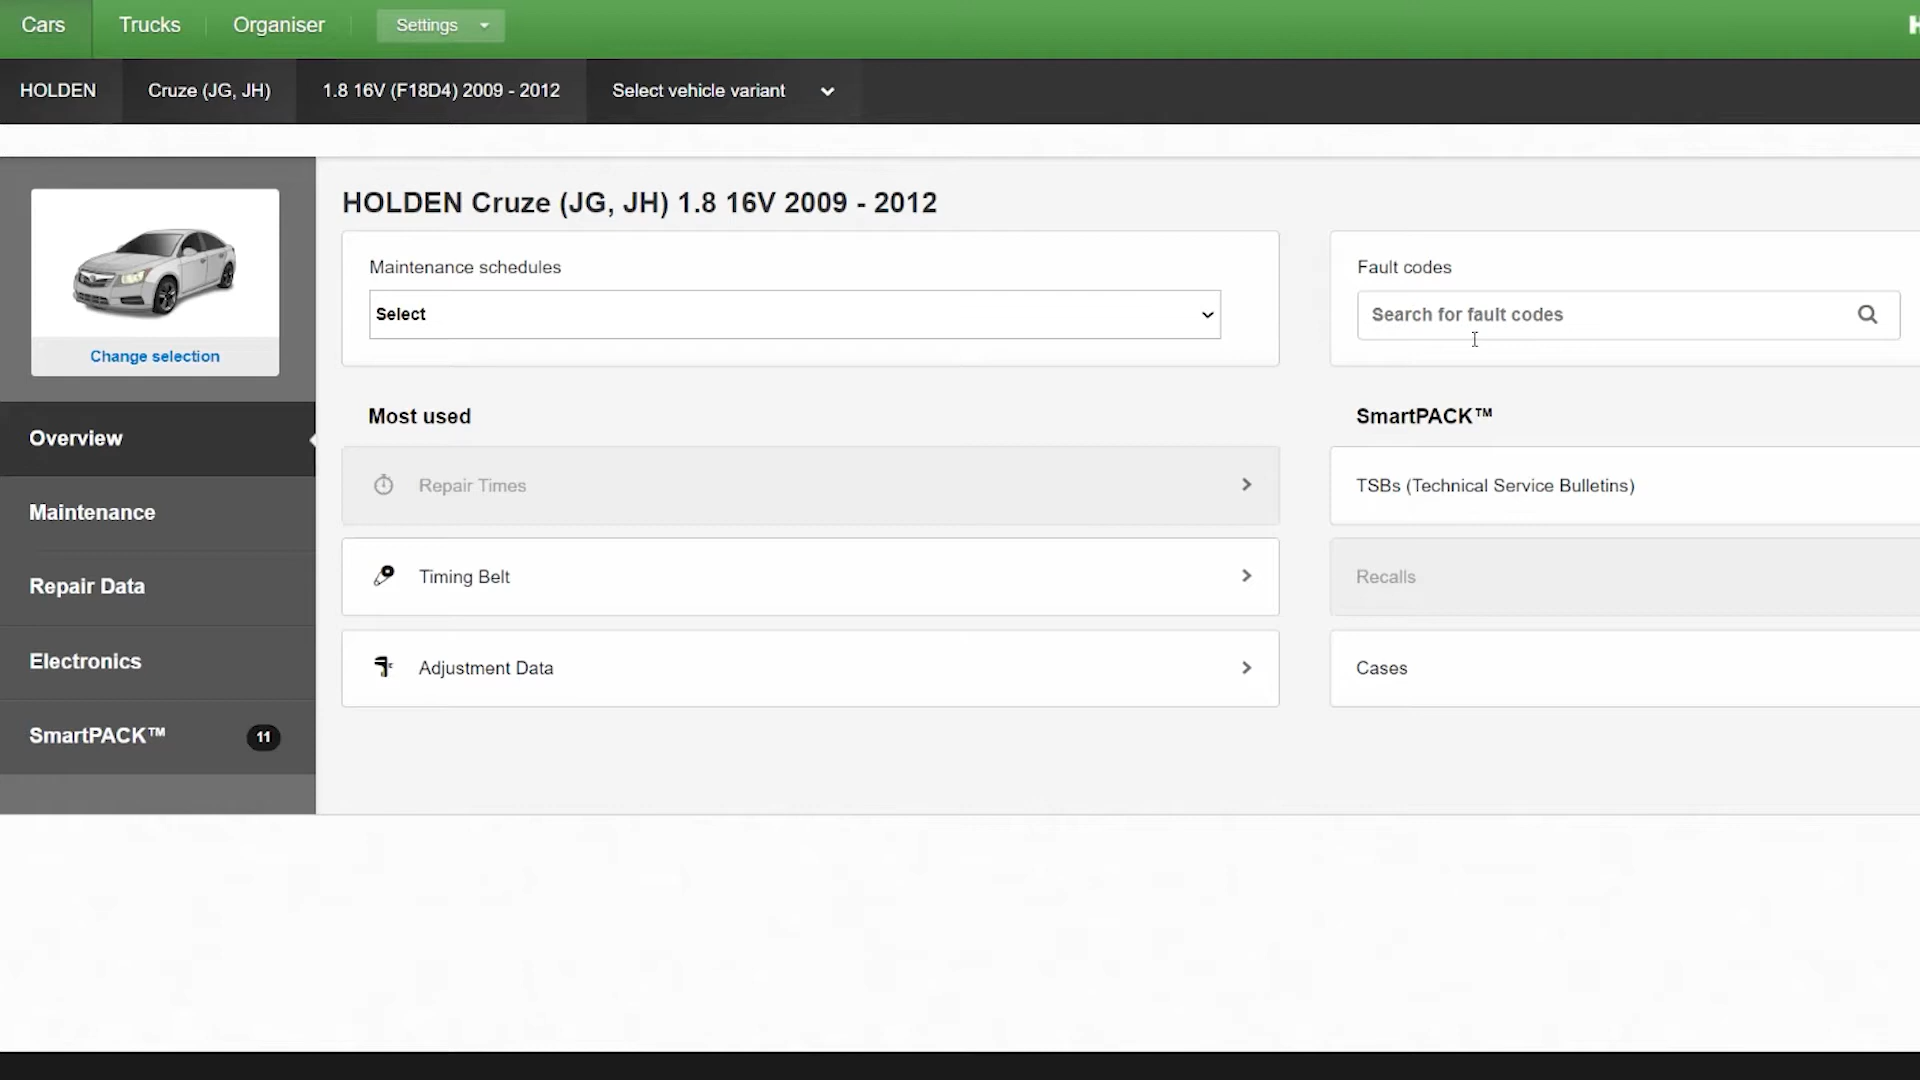 Cars
Trucks
Organiser
Settings
HOLDEN
Cruze (JG, JH)
1.8 16V (F18D4) 2009 - 2012
Select vehicle variant
Change selection
Overview
Maintenance
Repair Data
Electronics
SmartPACK™
11
HOLDEN Cruze (JG, JH) 1.8 16V 2009 - 2012
Maintenance schedules
Select
Most used
Repair Times
Timing Belt
Adjustment Data
Fault codes
Search for fault codes
SmartPACK™
TSBs (Technical Service Bulletins)
Recalls
Cases